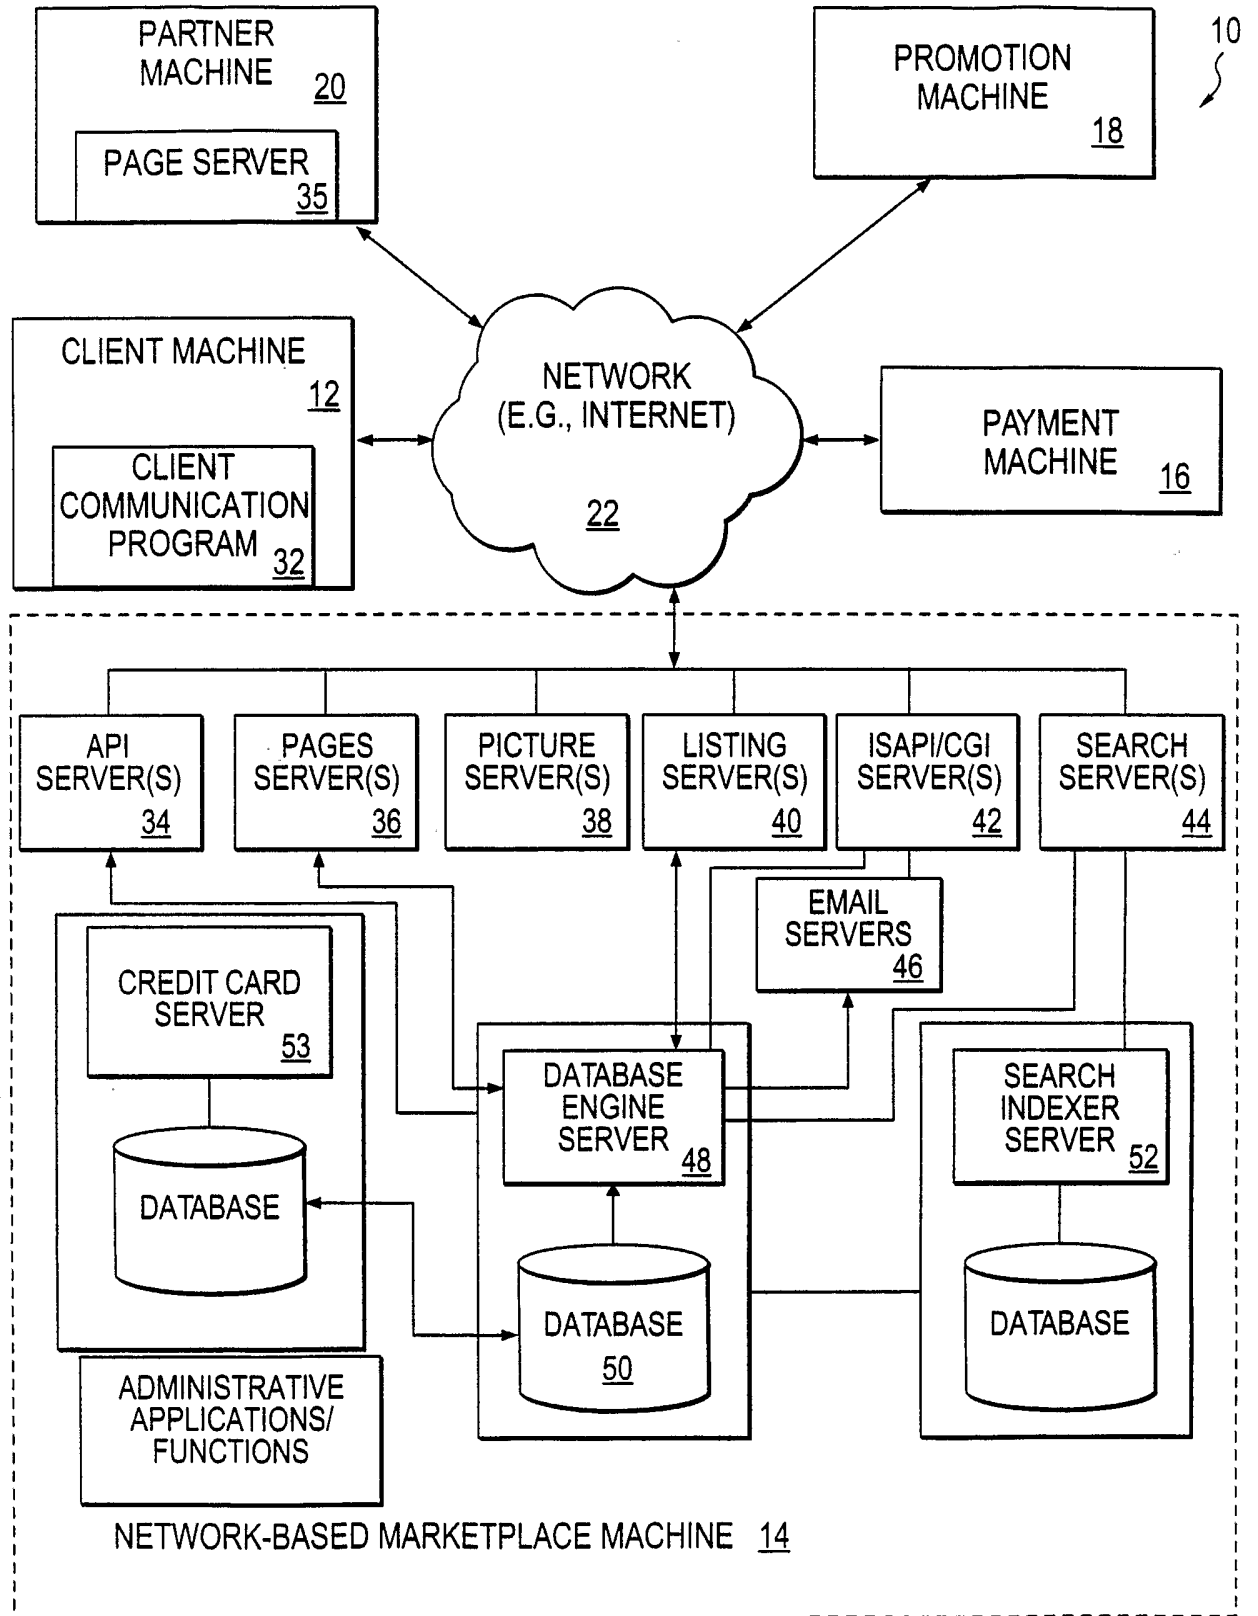 PARTNER
MACHINE
20
PAGE SERVER
35
PROMOTION
MACHINE
18
10
CLIENT MACHINE
12
CLIENT
COMMUNICATION
PROGRAM
32
NETWORK
(E.G., INTERNET)
22
PAYMENT
MACHINE
16
API
SERVER(S)
34
PAGES
SERVER(S)
36
PICTURE
SERVER(S)
38
LISTING
SERVER(S)
40
ISAPI/CGI
SERVER(S)
42
SEARCH
SERVER(S)
44
EMAIL
SERVERS
46
CREDIT CARD
SERVER
53
DATABASE
DATABASE
ENGINE
SERVER
48
DATABASE
50
SEARCH
INDEXER
SERVER
52
DATABASE
ADMINISTRATIVE
APPLICATIONS/
FUNCTIONS
NETWORK-BASED MARKETPLACE MACHINE 14